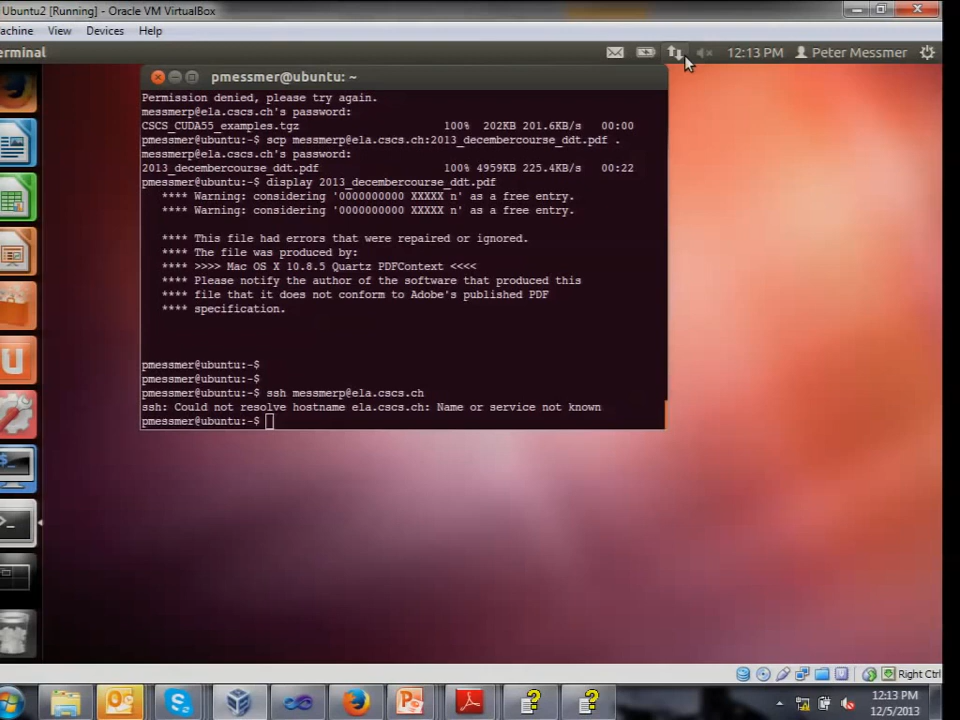 Ubuntu2 [Running] - Oracle VM VirtualBox
achine View Devices Help
erminal
12:13 PM Peter Messmer
pmessmer@ubuntu: ~
Permission denied, please try again.
messmerp@ela.cscs.ch's password:
CSCS_CUDA55_examples.tgz 100% 202KB 201.6KB/s 00:00
pmessmer@ubuntu:~$ scp messmerp@ela.cscs.ch:2013_decembercourse_ddt.pdf .
messmerp@ela.cscs.ch's password:
2013_decembercourse_ddt.pdf 100% 4959KB 225.4KB/s 00:22
pmessmer@ubuntu:~$ display 2013_decembercourse_ddt.pdf
**** Warning: considering '0000000000 XXXXX n' as a free entry.
**** Warning: considering '0000000000 XXXXX n' as a free entry.
**** This file had errors that were repaired or ignored.
**** The file was produced by:
**** >>>> Mac OS X 10.8.5 Quartz PDFContext <<<<
**** Please notify the author of the software that produced this
**** file that it does not conform to Adobe's published PDF
**** specification.
pmessmer@ubuntu:~$
pmessmer@ubuntu:~$
pmessmer@ubuntu:~$ ssh messmerp@ela.cscs.ch
ssh: Could not resolve hostname ela.cscs.ch: Name or service not known
pmessmer@ubuntu:~$
Right Ctrl
12:13 PM
12/5/2013